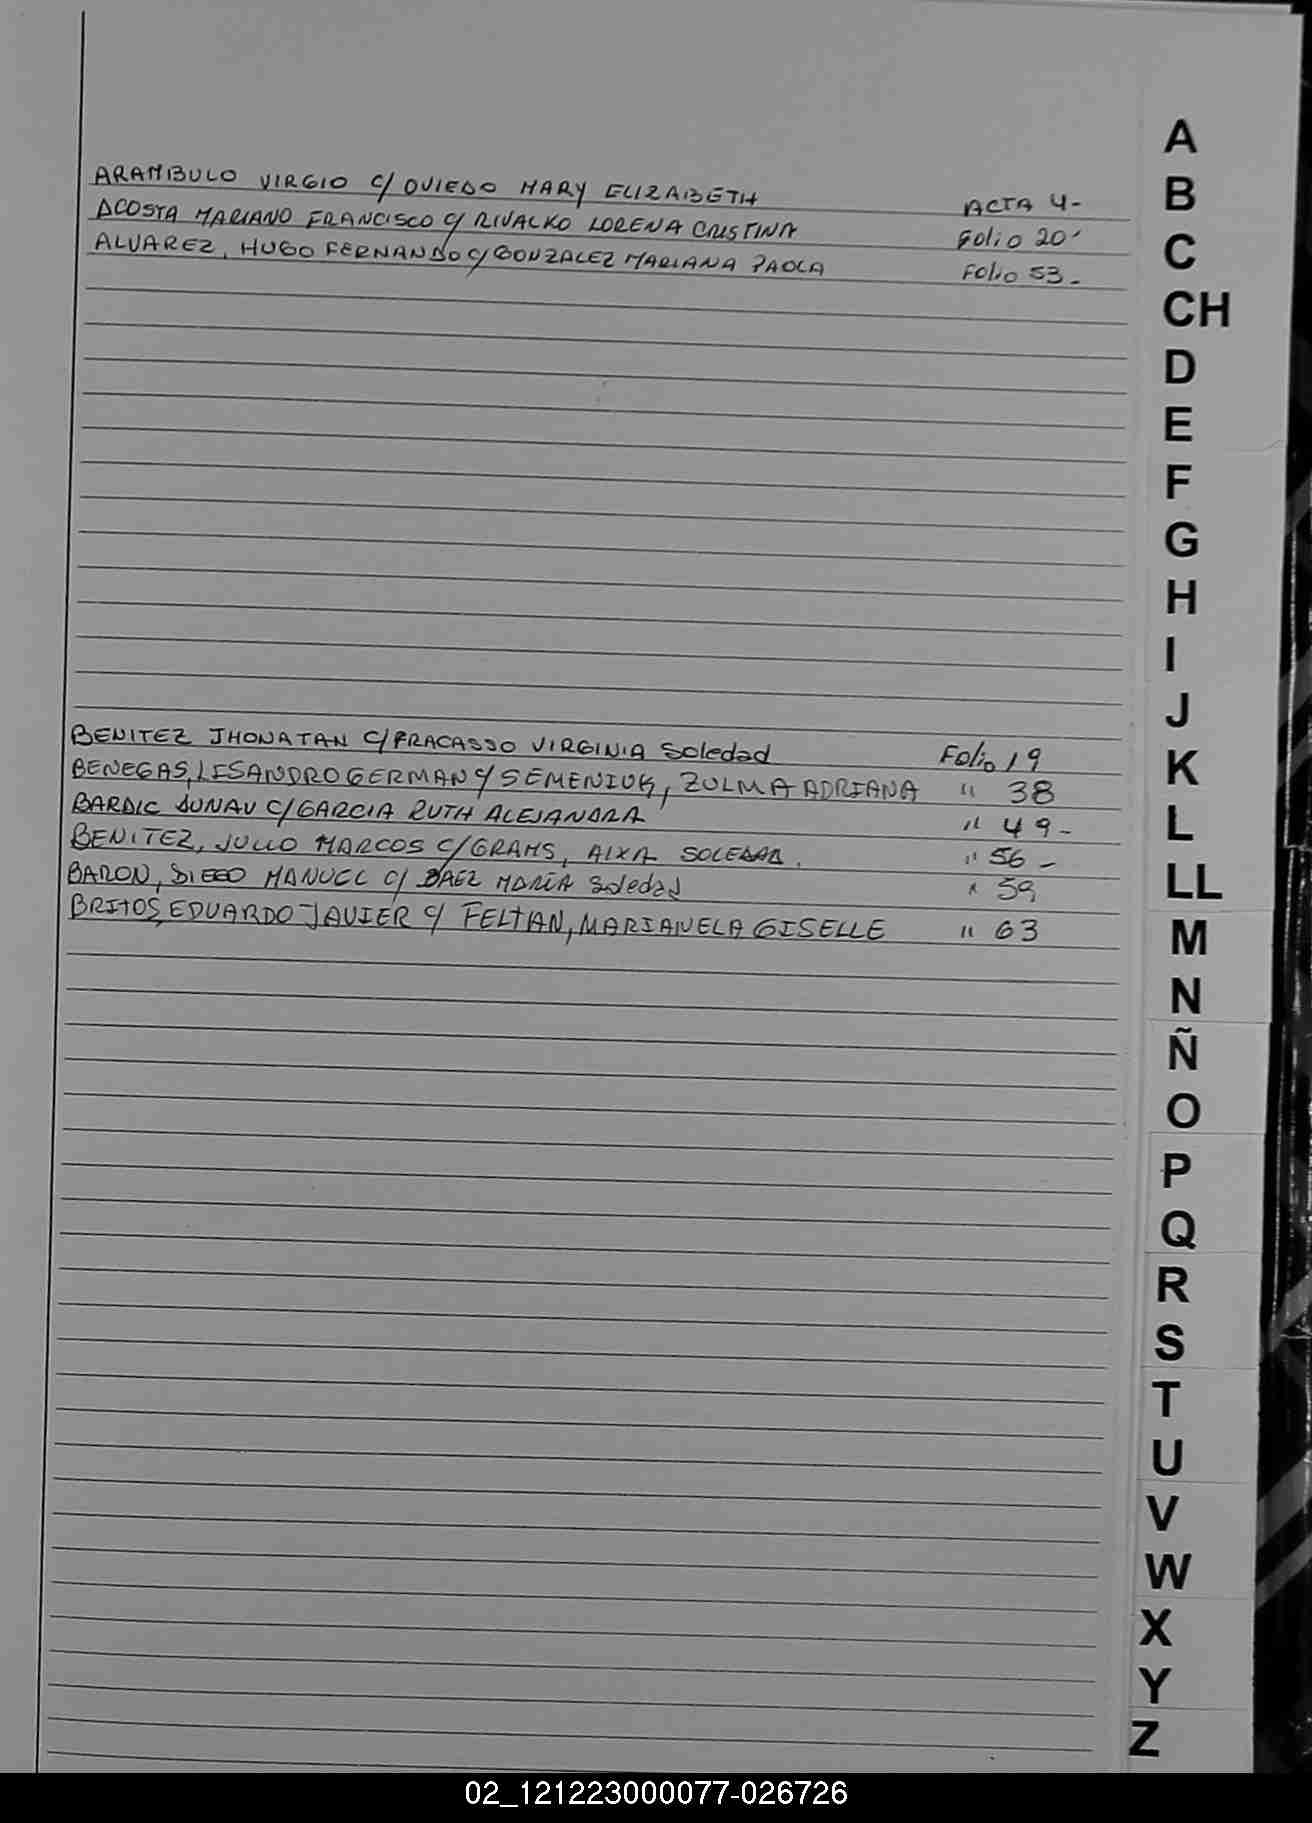 ARAMBULO VIRGIO C/ OVIEDO MARY ELIZABETH ACTA 4-
ACOSTA MARIANO FRANCISCO C/ RIVALKO LORENA CRISTINA Folio 20
ALVAREZ, HUGO FERNANDO C/ GONZALEZ MARIANA PAOLA Folio 53-
BENITEZ JHONATAN C/ FRACASSO VIRGINIA Soledad Folio 19
BENEGAS, LISANDRO GERMAN C/ SEMENIUK, ZULMA ADRIANA " 38
BARDIC C/ GARCIA RUTH ALEJANDRA " 49-
BENITEZ, JULIO MARCOS C/ GRAHS, AIXA SOLEDAD. " 56-
BARON, DIEGO MANUEL C/ BAEZ MARÍA Soledad " 59
BRITOS, EDUARDO JAVIER C/ FELTAN, MARIANELA GISELLE " 63
A
B
C
CH
D
E
F
G
H
I
J
K
L
LL
M
N
Ñ
O
P
Q
R
S
T
U
V
W
X
Y
Z
02_121223000077-026726